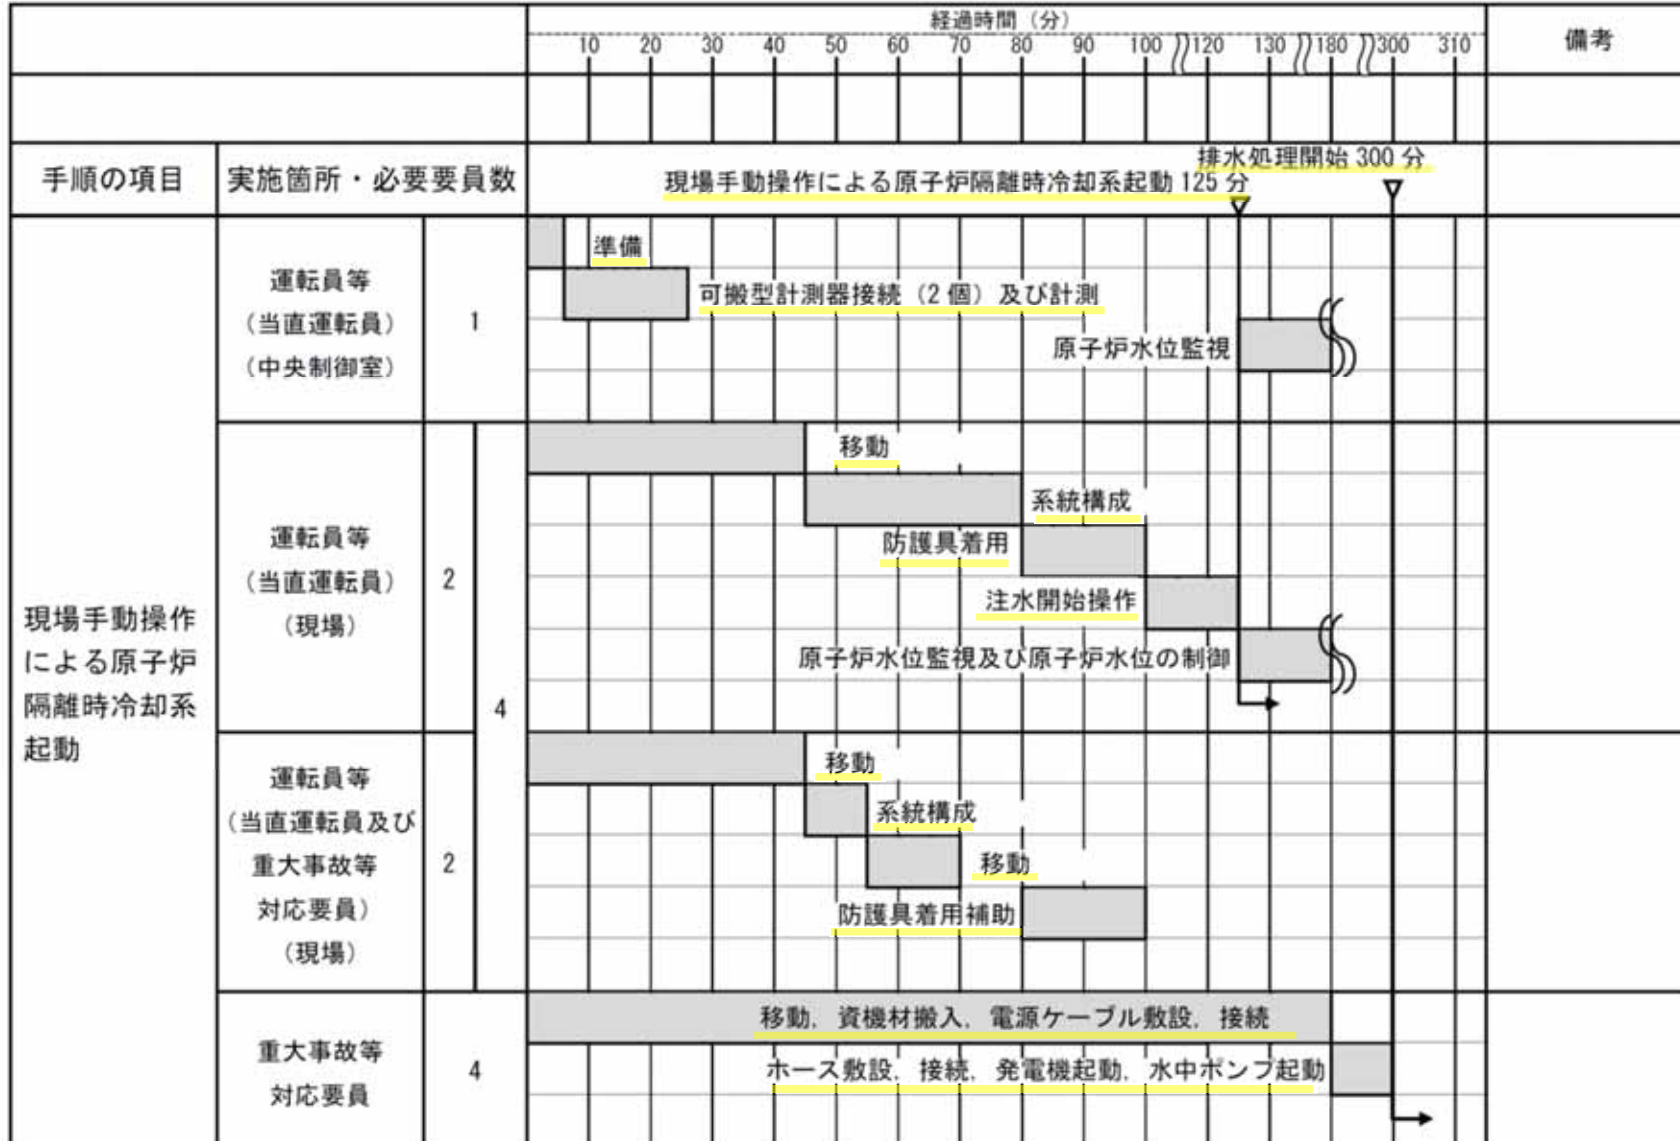 経過時間（分）
備考
10 20 30 40 50 60 70 80 90 100 120 130 180 300 310
手順の項目
実施箇所・必要要員数
排水処理開始 300 分
現場手動操作による原子炉隔離時冷却系起動 125 分
現場手動操作
による原子炉
隔離時冷却系
起動
運転員等
（当直運転員）
（中央制御室）
1
準備
可搬型計測器接続（2 個）及び計測
原子炉水位監視
運転員等
（当直運転員）
（現場）
2
4
移動
系統構成
防護具着用
注水開始操作
原子炉水位監視及び原子炉水位の制御
運転員等
（当直運転員及び
重大事故等
対応要員）
（現場）
2
移動
系統構成
移動
防護具着用補助
重大事故等
対応要員
4
移動，資機材搬入，電源ケーブル敷設，接続
ホース敷設，接続，発電機起動，水中ポンプ起動